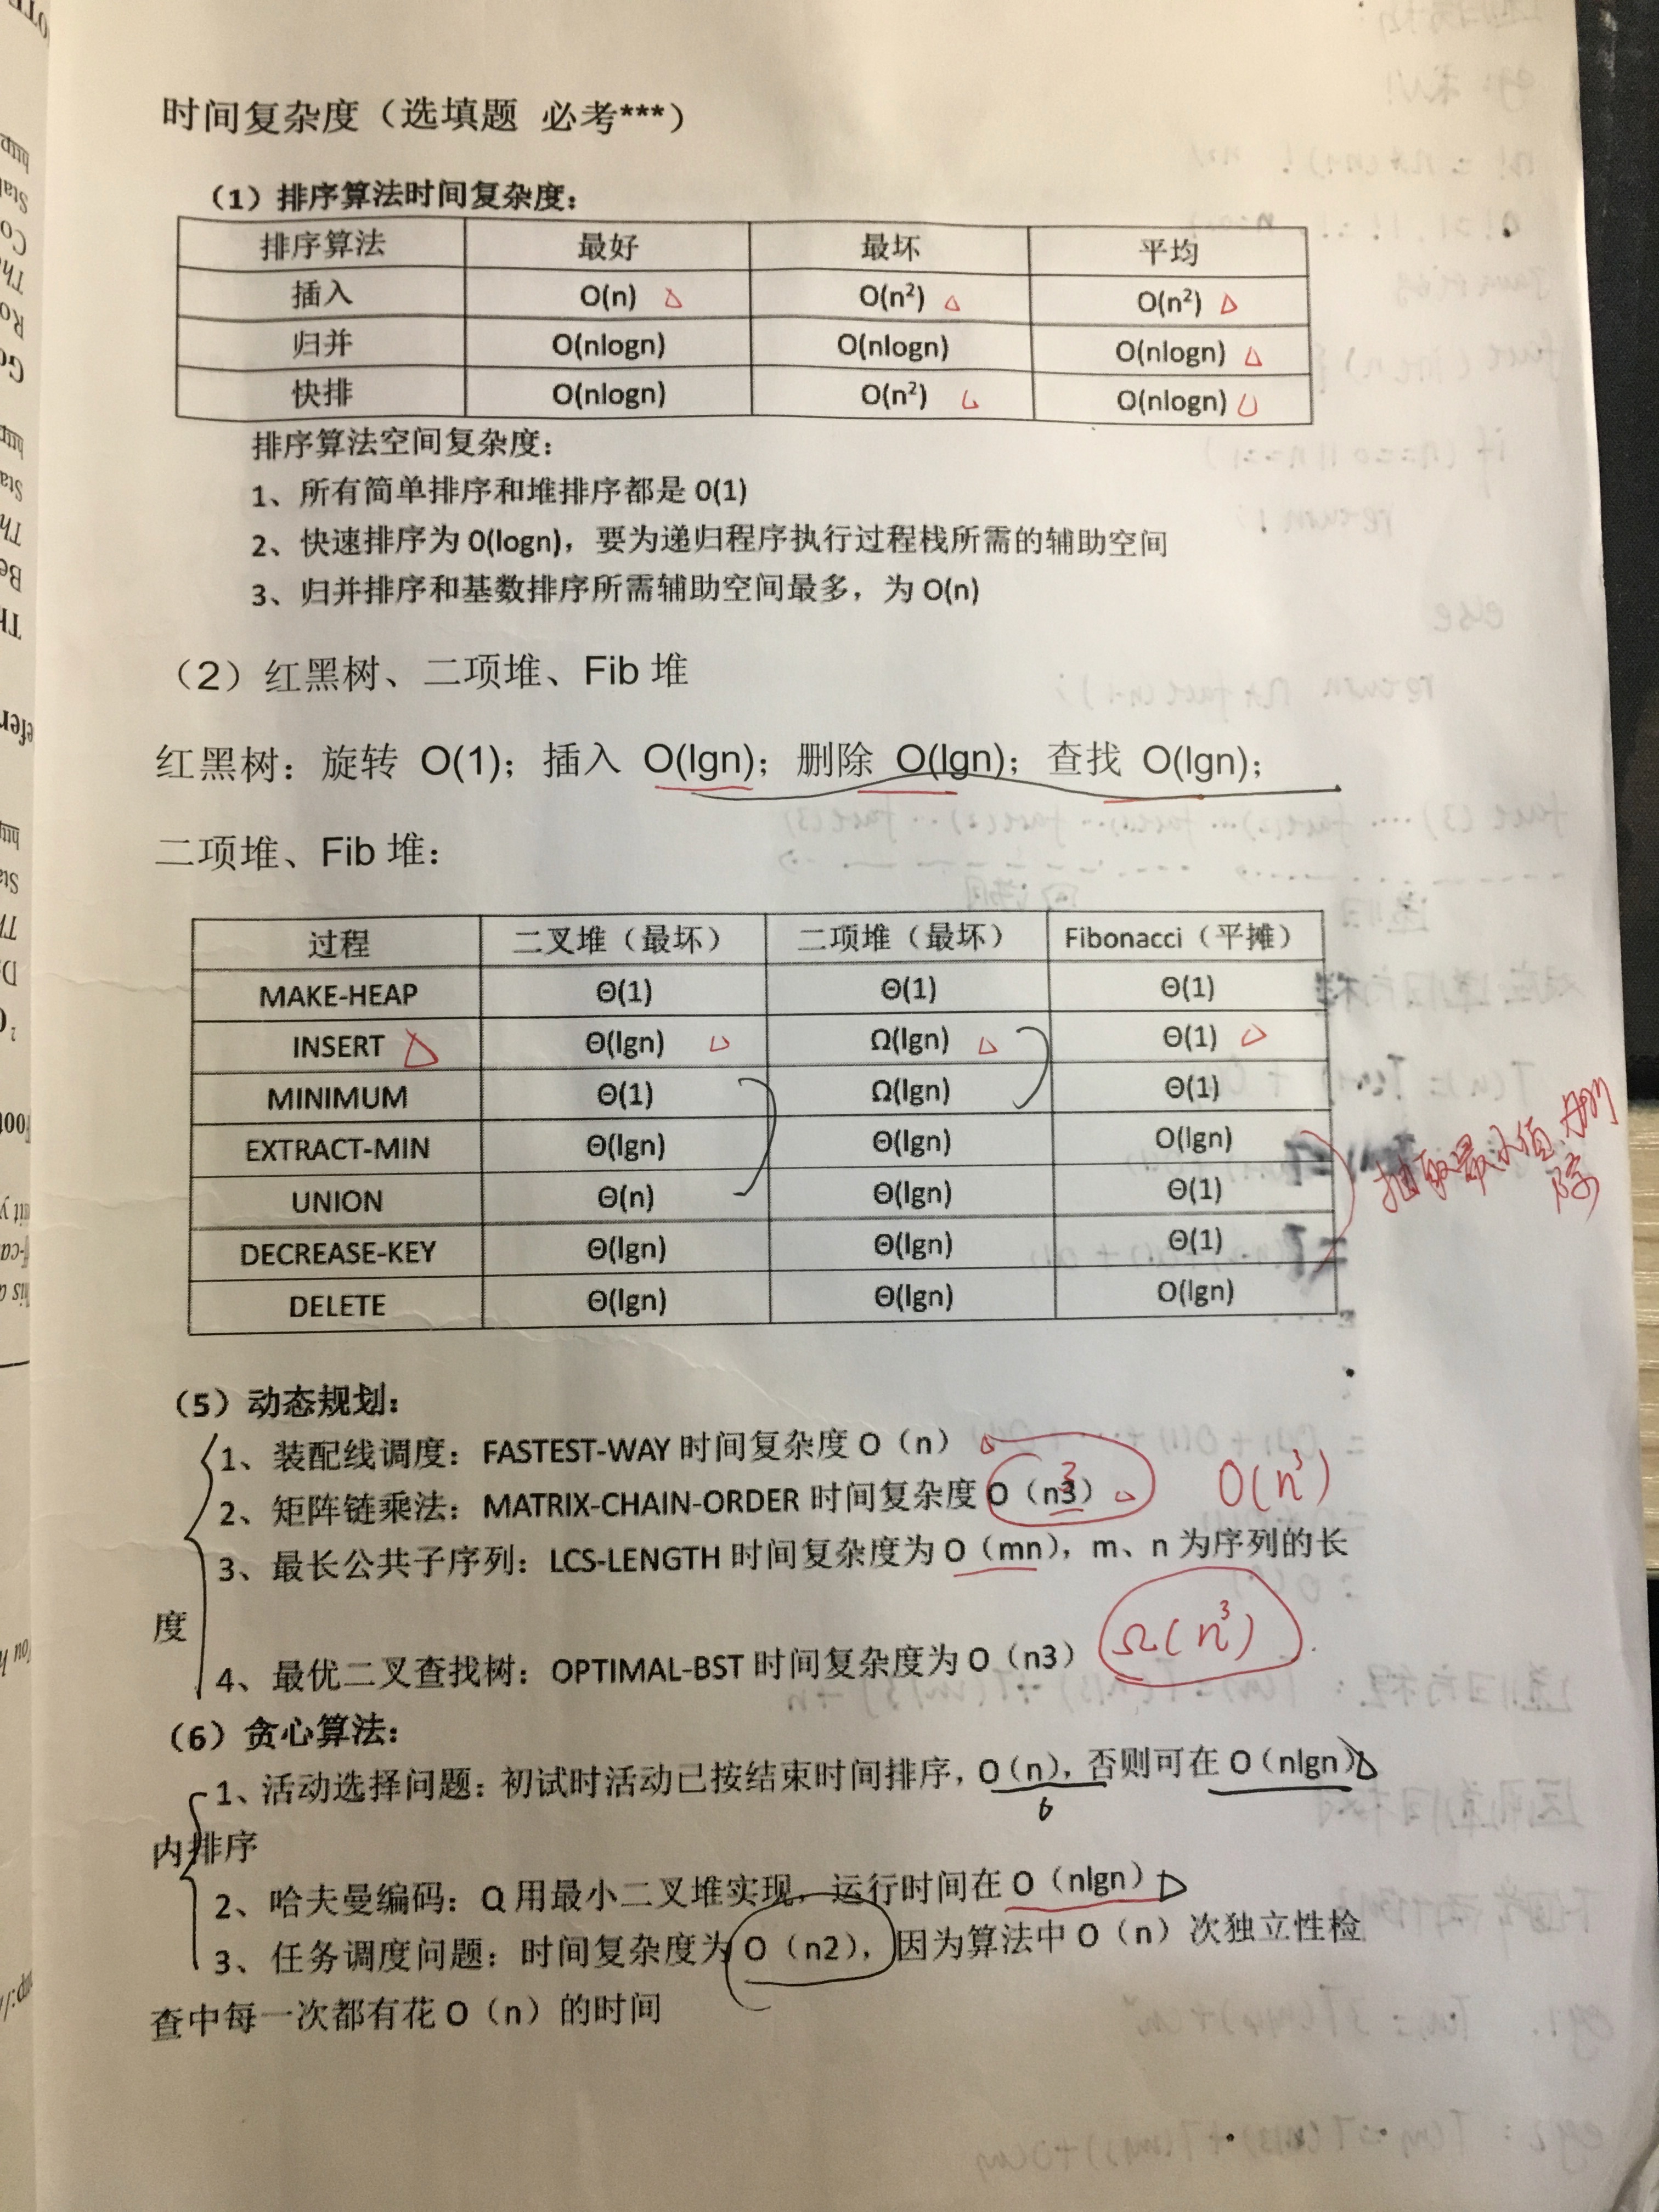 时间复杂度（选填题 必考***）
（1）排序算法时间复杂度：
排序算法 最好 最坏 平均
插入 O(n) O(n²) O(n²)
归并 O(nlogn) O(nlogn) O(nlogn)
快排 O(nlogn) O(n²) O(nlogn)
排序算法空间复杂度：
1、所有简单排序和堆排序都是 0(1)
2、快速排序为 0(logn)，要为递归程序执行过程栈所需的辅助空间
3、归并排序和基数排序所需辅助空间最多，为 O(n)
（2）红黑树、二项堆、Fib 堆
红黑树：旋转 O(1)；插入 O(lgn)；删除 O(lgn)；查找 O(lgn)；
二项堆、Fib 堆：
过程 二叉堆（最坏） 二项堆（最坏） Fibonacci（平摊）
MAKE-HEAP Θ(1) Θ(1) Θ(1)
INSERT Θ(lgn) Ω(lgn) Θ(1)
MINIMUM Θ(1) Ω(lgn) Θ(1)
EXTRACT-MIN Θ(lgn) Θ(lgn) O(lgn)
UNION Θ(n) Θ(lgn) Θ(1)
DECREASE-KEY Θ(lgn) Θ(lgn) Θ(1)
DELETE Θ(lgn) Θ(lgn) O(lgn)
抽取最小值、删
除
（5）动态规划：
1、装配线调度：FASTEST-WAY 时间复杂度 O（n）
2、矩阵链乘法：MATRIX-CHAIN-ORDER 时间复杂度 O（n3） O(n³)
3、最长公共子序列：LCS-LENGTH 时间复杂度为 O（mn），m、n 为序列的长
度
4、最优二叉查找树：OPTIMAL-BST 时间复杂度为 O（n3） Ω(n³)
（6）贪心算法：
1、活动选择问题：初试时活动已按结束时间排序，O（n），否则可在 O（nlgn）
内排序
2、哈夫曼编码：Q 用最小二叉堆实现，运行时间在 O（nlgn）
3、任务调度问题：时间复杂度为 O（n2），因为算法中 O（n）次独立性检
查中每一次都有花 O（n）的时间